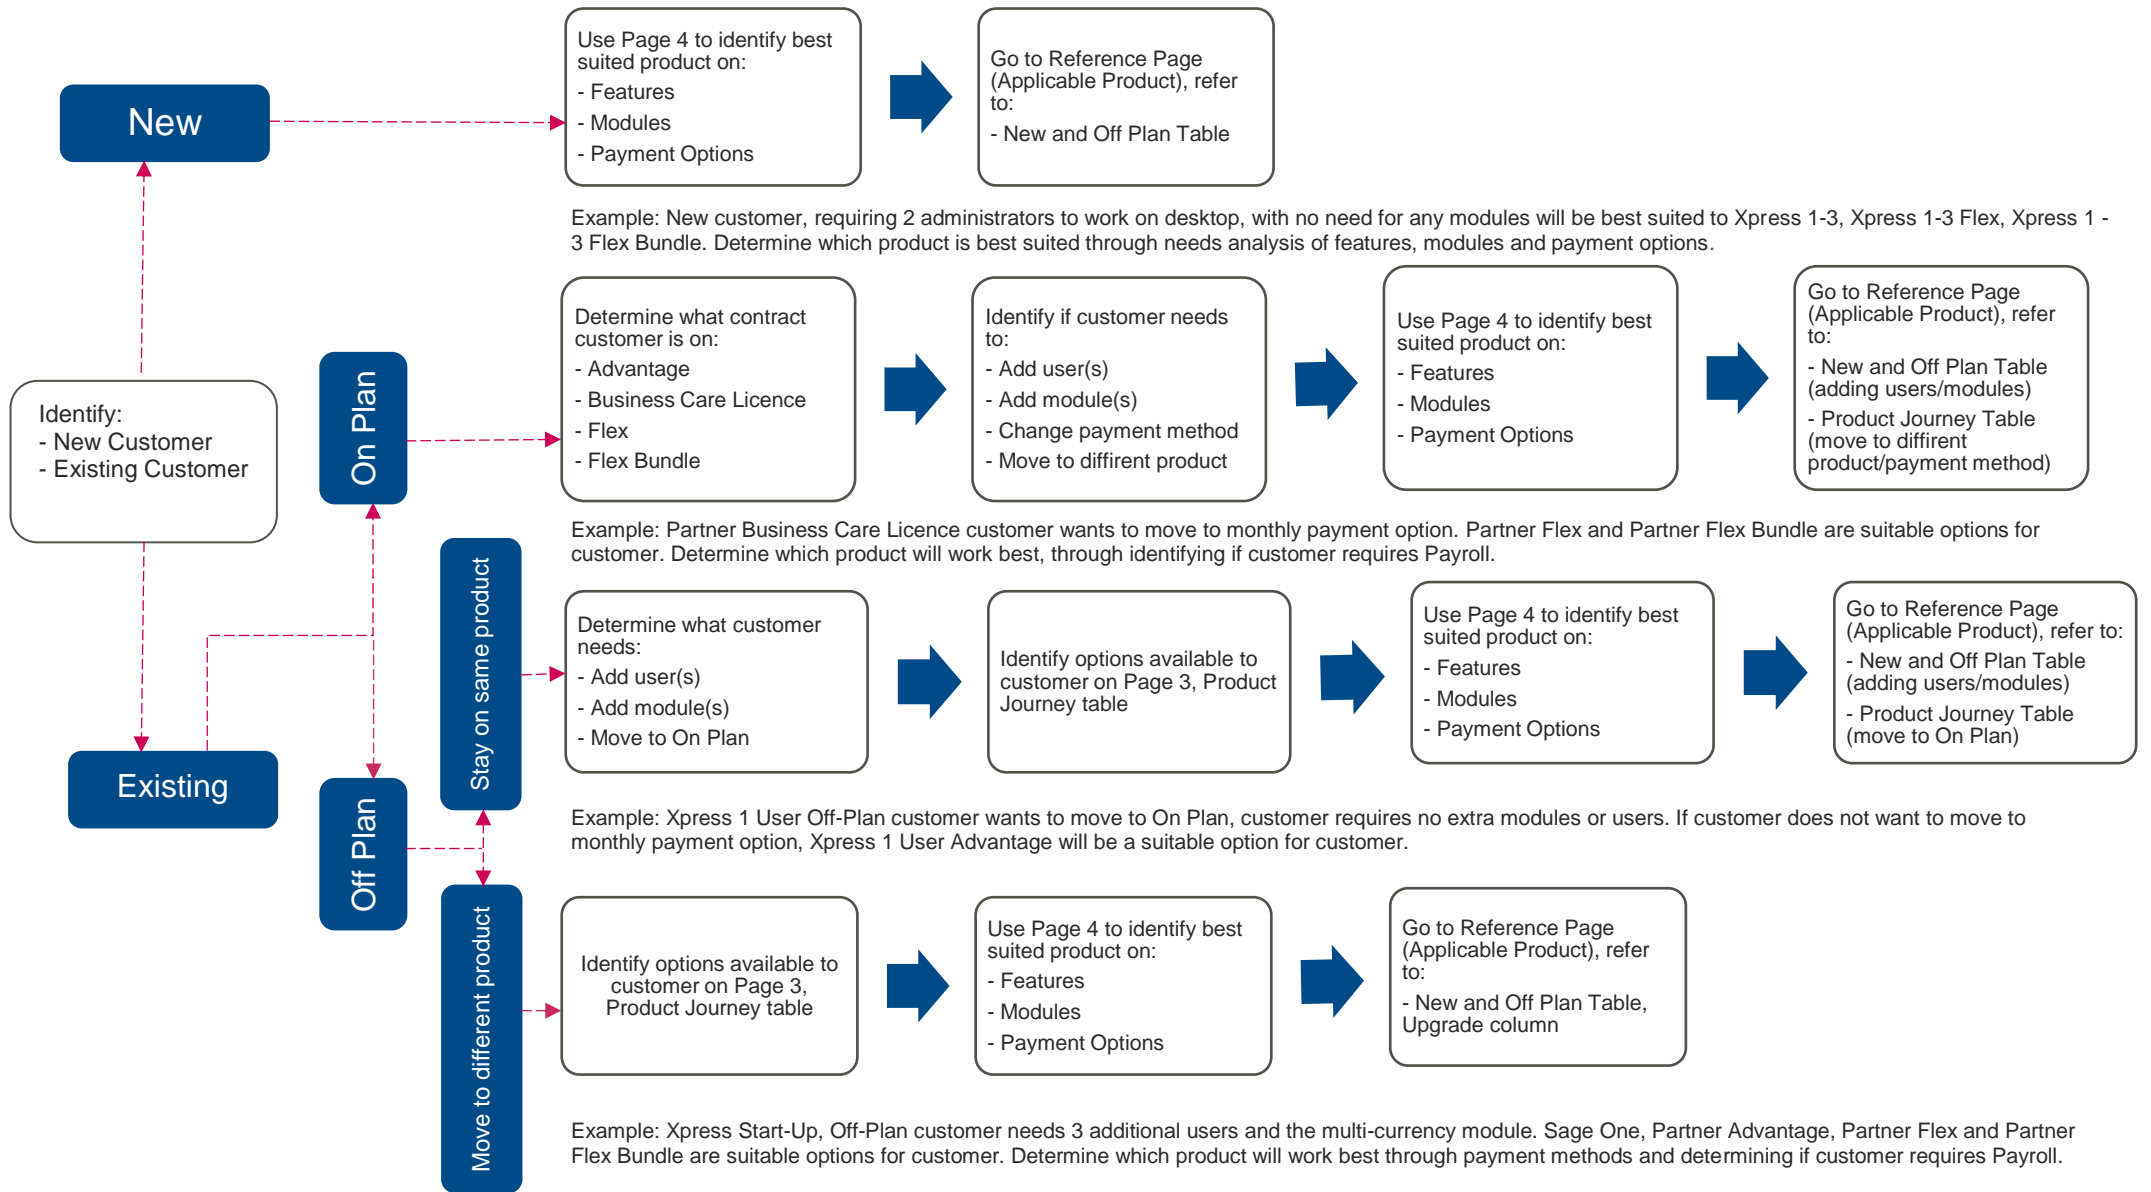 New
Use Page 4 to identify best
suited product on:
- Features
- Modules
- Payment Options
Go to Reference Page
(Applicable Product), refer
to:
- New and Off Plan Table
Example: New customer, requiring 2 administrators to work on desktop, with no need for any modules will be best suited to Xpress 1-3, Xpress 1-3 Flex, Xpress 1 -
3 Flex Bundle. Determine which product is best suited through needs analysis of features, modules and payment options.
Identify:
- New Customer
- Existing Customer
On Plan
Determine what contract
customer is on:
- Advantage
- Business Care Licence
- Flex
- Flex Bundle
Identify if customer needs
to:
- Add user(s)
- Add module(s)
- Change payment method
- Move to diffirent product
Use Page 4 to identify best
suited product on:
- Features
- Modules
- Payment Options
Go to Reference Page
(Applicable Product), refer
to:
- New and Off Plan Table
(adding users/modules)
- Product Journey Table
(move to diffirent
product/payment method)
Example: Partner Business Care Licence customer wants to move to monthly payment option. Partner Flex and Partner Flex Bundle are suitable options for
customer. Determine which product will work best, through identifying if customer requires Payroll.
Existing
Off Plan
Stay on same product
Determine what customer
needs:
- Add user(s)
- Add module(s)
- Move to On Plan
Identify options available to
customer on Page 3, Product
Journey table
Use Page 4 to identify best
suited product on:
- Features
- Modules
- Payment Options
Go to Reference Page
(Applicable Product), refer to:
- New and Off Plan Table
(adding users/modules)
- Product Journey Table
(move to On Plan)
Example: Xpress 1 User Off-Plan customer wants to move to On Plan, customer requires no extra modules or users. If customer does not want to move to
monthly payment option, Xpress 1 User Advantage will be a suitable option for customer.
Move to different product
Identify options available to
customer on Page 3,
Product Journey table
Use Page 4 to identify best
suited product on:
- Features
- Modules
- Payment Options
Go to Reference Page
(Applicable Product), refer
to:
- New and Off Plan Table,
Upgrade column
Example: Xpress Start-Up, Off-Plan customer needs 3 additional users and the multi-currency module. Sage One, Partner Advantage, Partner Flex and Partner
Flex Bundle are suitable options for customer. Determine which product will work best through payment methods and determining if customer requires Payroll.